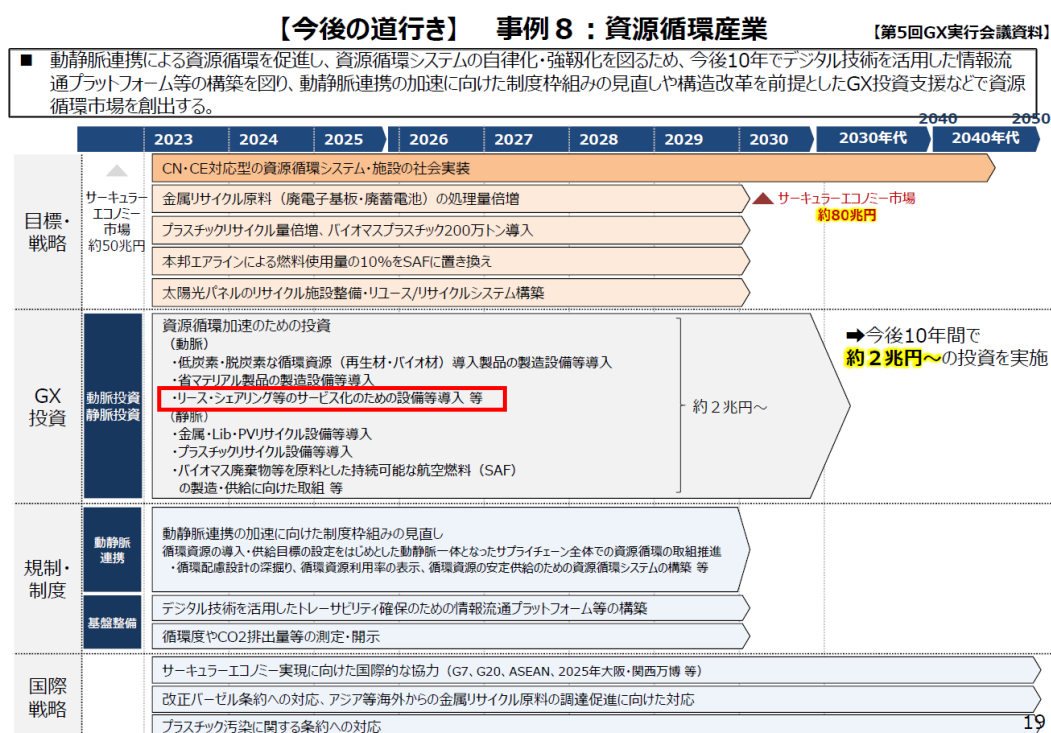 【今後の道行き】 事例８：資源循環産業
【第5回GX実行会議資料】
■ 動静脈連携による資源循環を促進し、資源循環システムの自律化・強靱化を図るため、今後10年でデジタル技術を活用した情報流
通プラットフォーム等の構築を図り、動静脈連携の加速に向けた制度枠組みの見直しや構造改革を前提としたGX投資支援などで資源
循環市場を創出する。
2040 2050
2023 2024 2025 2026 2027 2028 2029 2030 2030年代 2040年代
目標・
戦略
サーキュラー
エコノミー
市場
約50兆円
CN・CE対応型の資源循環システム・施設の社会実装
金属リサイクル原料（廃電子基板・廃蓄電池）の処理量倍増
サーキュラーエコノミー市場
約80兆円
プラスチックリサイクル量倍増、バイオマスプラスチック200万トン導入
本邦エアラインによる燃料使用量の10%をSAFに置き換え
太陽光パネルのリサイクル施設整備・リユース/リサイクルシステム構築
GX
投資
動脈投資
静脈投資
資源循環加速のための投資
（動脈）
・低炭素・脱炭素な循環資源（再生材・バイオ材）導入製品の製造設備等導入
・省マテリアル製品の製造設備等導入
・リース・シェアリング等のサービス化のための設備等導入 等
（静脈）
・金属・Lib・PVリサイクル設備等導入
・プラスチックリサイクル設備等導入
・バイオマス廃棄物等を原料とした持続可能な航空燃料（SAF）
の製造・供給に向けた取組 等
約２兆円～
➡今後10年間で
約２兆円～の投資を実施
規制・
制度
動静脈
連携
動静脈連携の加速に向けた制度枠組みの見直し
循環資源の導入・供給目標の設定をはじめとした動静脈一体となったサプライチェーン全体での資源循環の取組推進
・循環配慮設計の深掘り、循環資源利用率の表示、循環資源の安定供給のための資源循環システムの構築 等
基盤整備
デジタル技術を活用したトレーサビリティ確保のための情報流通プラットフォーム等の構築
循環度やCO2排出量等の測定・開示
国際
戦略
サーキュラーエコノミー実現に向けた国際的な協力（G7、G20、ASEAN、2025年大阪・関西万博 等）
改正バーゼル条約への対応、アジア等海外からの金属リサイクル原料の調達促進に向けた対応
プラスチック汚染に関する条約への対応
19